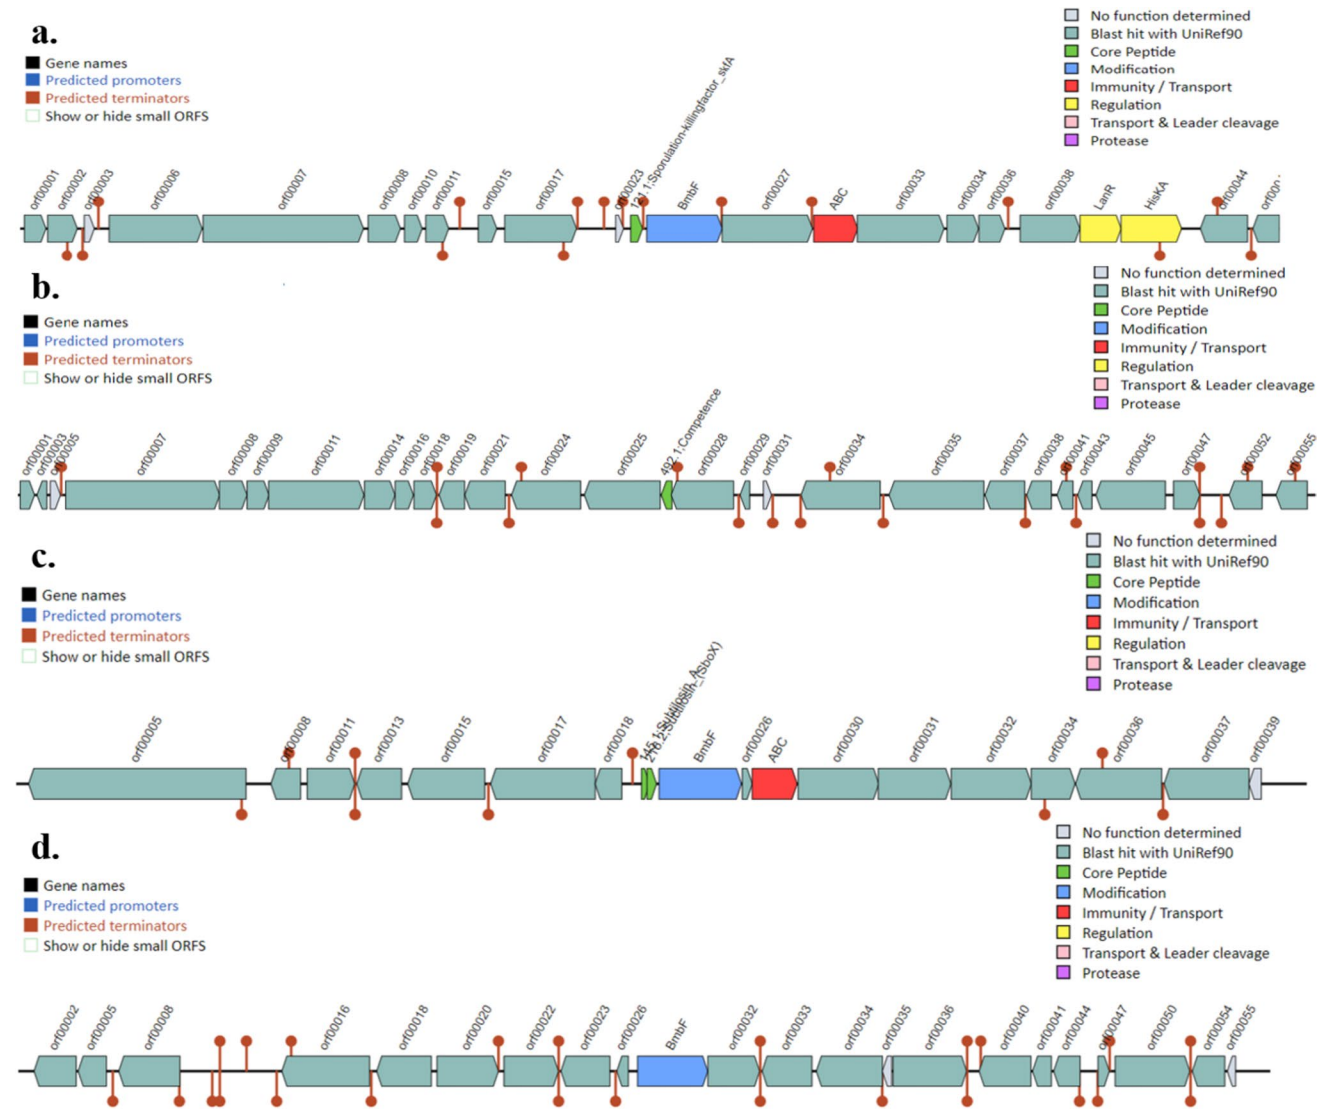 a.
Gene names
Predicted promoters
Predicted terminators
Show or hide small ORFS
No function determined
Blast hit with UniRef90
Core Peptide
Modification
Immunity / Transport
Regulation
Transport & Leader cleavage
Protease
orf00001
orf00002
orf00003
orf00006
orf00007
orf00008
orf00010
orf00011
orf00015
orf00017
orf00023
Sporulation-killingfactor_skfA
BmbF
orf00027
ABC
orf00033
orf00034
orf00036
orf00038
LanR
HisKA
orf00044
b.
Gene names
Predicted promoters
Predicted terminators
Show or hide small ORFS
No function determined
Blast hit with UniRef90
Core Peptide
Modification
Immunity / Transport
Regulation
Transport & Leader cleavage
Protease
orf00001
orf00003
orf00005
orf00007
orf00008
orf00009
orf00011
orf00014
orf00016
orf00018
orf00019
orf00021
orf00024
orf00025
492.1:Competence
orf00028
orf00029
orf00031
orf00034
orf00035
orf00037
orf00038
orf00041
orf00043
orf00045
orf00047
orf00052
orf00055
c.
Gene names
Predicted promoters
Predicted terminators
Show or hide small ORFS
No function determined
Blast hit with UniRef90
Core Peptide
Modification
Immunity / Transport
Regulation
Transport & Leader cleavage
Protease
orf00005
orf00008
orf00011
orf00013
orf00015
orf00017
orf00018
BmbF
orf00026
ABC
orf00030
orf00031
orf00032
orf00034
orf00036
orf00037
orf00039
d.
Gene names
Predicted promoters
Predicted terminators
Show or hide small ORFS
No function determined
Blast hit with UniRef90
Core Peptide
Modification
Immunity / Transport
Regulation
Transport & Leader cleavage
Protease
orf00002
orf00005
orf00008
orf00016
orf00018
orf00020
orf00022
orf00023
orf00026
BmbF
orf00032
orf00033
orf00034
orf00035
orf00036
orf00040
orf00041
orf00044
orf00047
orf00050
orf00054
orf00055